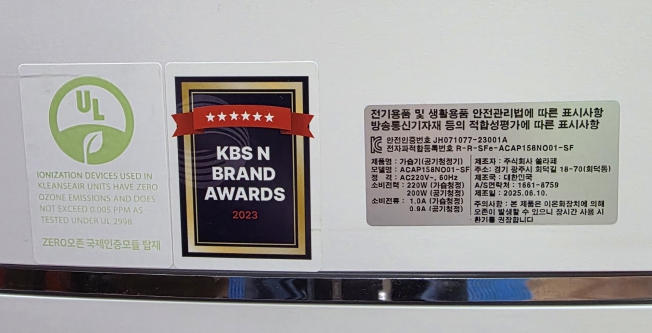 UL
IONIZATION DEVICES USED IN
KLEANSEAIR UNITS HAVE ZERO
OZONE EMISSIONS AND DOES
NOT EXCEED 0.005 PPM AS
TESTED UNDER UL 2998.
ZERO오존 국제인증모듈 탑재
KBS N
BRAND
AWARDS
2023
전기용품 및 생활용품 안전관리법에 따른 표시사항
방송통신기자재 등의 적합성평가에 따른 표시사항
안전인증번호 JH071077-23001A
전자파적합등록번호 R-R-SFe-ACAP158NO01-SF
제품명 : 가습기(공기청정기)
모델명 : ACAP158NO01-SF
정격 : AC220V~, 60Hz
소비전력 : 220W (가습청정)
200W (공기청정)
소비전류 : 1.0A (가습청정)
0.9A (공기청정)
제조자 : 주식회사 쏠라페
주소 : 경기 광주시 회덕길 18-70(회덕동)
제조국 : 대한민국
A/S연락처 : 1661-8759
제조일 : 2025.06.10.
주의사항 : 본 제품은 이온화장치에 의해
오존이 발생할 수 있으니 장시간 사용 시
환기를 권장합니다